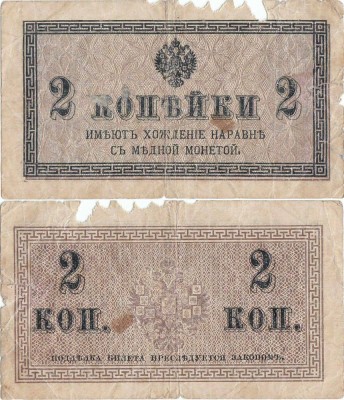 2 КОПѢЙКИ 2
ИМѢЮТЪ ХОЖДЕНІЕ НАРАВНѢ
СЪ МѢДНОЙ МОНЕТОЙ.
2 2
КОП. КОП.
ПОДДѢЛКА БИЛЕТА ПРЕСЛѢДУЕТСЯ ЗАКОНОМЪ.